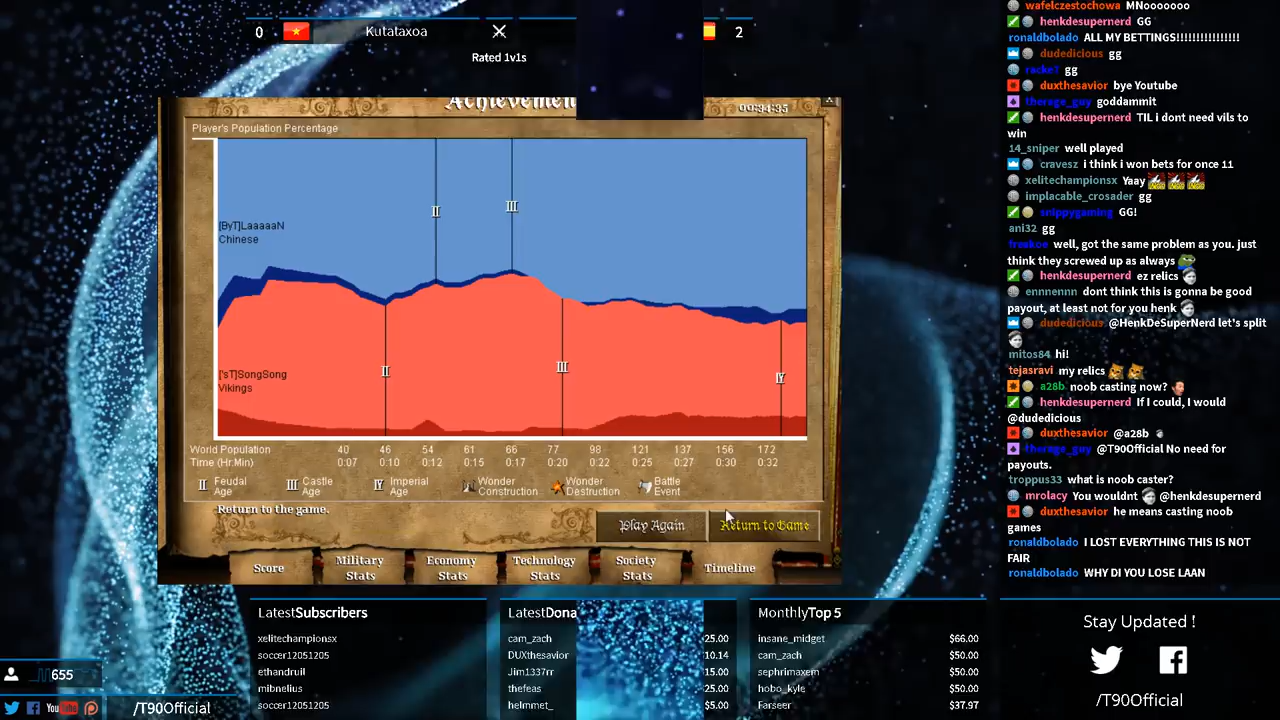 0
Kutataxoa
2
Rated 1v1s
Achievemen
00:34:35
Player's Population Percentage
[ByT]LaaaaaN
Chinese
II
III
['sT]SongSong
Vikings
II
III
IV
World Population 40 46 54 61 66 77 98 121 137 156 172
Time (Hr:Min) 0:07 0:10 0:12 0:15 0:17 0:20 0:22 0:25 0:27 0:30 0:32
II Feudal Age
III Castle Age
IV Imperial Age
Wonder Construction
Wonder Destruction
Battle Event
Return to the game.
Play Again
Return to Game
Score
Military Stats
Economy Stats
Technology Stats
Society Stats
Timeline
wafelczestochowa MNooooooo
henkdesupernerd GG
ronaldbolado ALL MY BETTINGS!!!!!!!!!!!!!!!
dudedicious gg
racke1 gg
duxthesavior bye Youtube
therage_guy goddammit
henkdesupernerd TIL i dont need vils to
win
14_sniper well played
cravesz i think i won bets for once 11
xelitechampionsx Yaay
implacable_crosader gg
snippygaming GG!
ani32 gg
freakoe well, got the same problem as you. just
think they screwed up as always
henkdesupernerd ez relics
ennnennn dont think this is gonna be good
payout, at least not for you henk
dudedicious @HenkDeSuperNerd let's split
mitos84 hi!
tejasravi my relics
a28b noob casting now?
henkdesupernerd If I could, I would
@dudedicious
duxthesavior @a28b
therage_guy @T90Official No need for
payouts.
troppus33 what is noob caster?
mrolacy You wouldnt @henkdesupernerd
duxthesavior he means casting noob
games
ronaldbolado I LOST EVERYTHING THIS IS NOT
FAIR
ronaldbolado WHY DI YOU LOSE LAAN
LatestSubscribers
xelitechampionsx
soccer12051205
ethandruil
mibnelius
soccer12051205
LatestDona
cam_zach 25.00
DUXthesavior 10.14
Jim1337rr 15.00
thefeas 25.00
helmmet_ $5.00
MonthlyTop 5
insane_midget $66.00
cam_zach $50.00
sephrimaxem $50.00
hobo_kyle $50.00
Farseer $37.97
Stay Updated !
/T90Official
655
You Tube
/T90Official